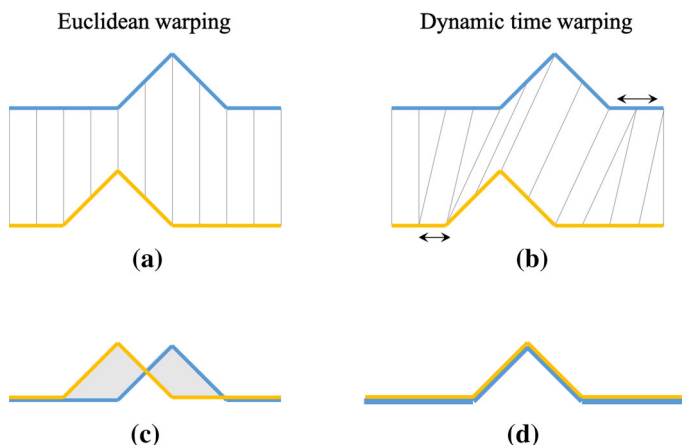 Euclidean warping
Dynamic time warping
(a)
(b)
(c)
(d)